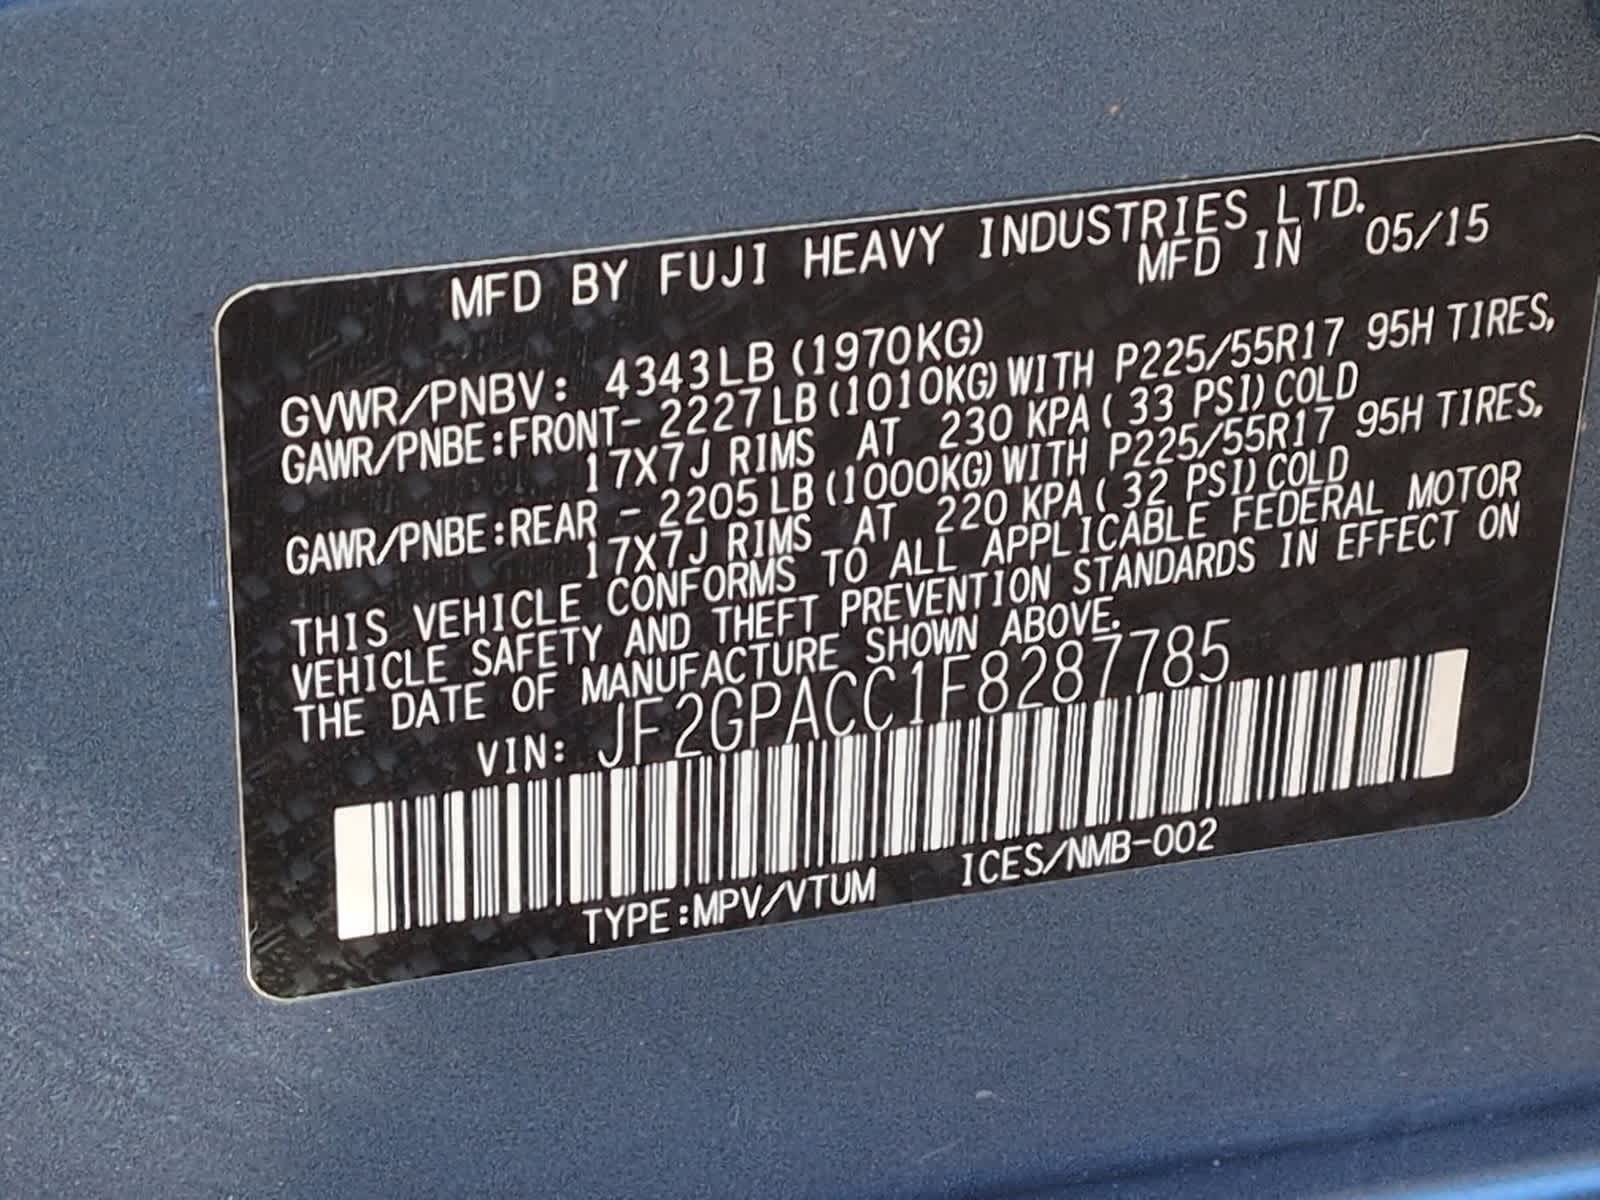 MFD BY FUJI HEAVY INDUSTRIES LTD.
MFD IN 05/15
GVWR/PNBV: 4343LB (1970KG)
GAWR/PNBE:FRONT- 2227LB (1010KG) WITH P225/55R17 95H TIRES,
17X7J RIMS AT 230 KPA ( 33 PSI) COLD
GAWR/PNBE:REAR - 2205LB (1000KG) WITH P225/55R17 95H TIRES,
17X7J RIMS AT 220 KPA ( 32 PSI) COLD
THIS VEHICLE CONFORMS TO ALL APPLICABLE FEDERAL MOTOR
VEHICLE SAFETY AND THEFT PREVENTION STANDARDS IN EFFECT ON
THE DATE OF MANUFACTURE SHOWN ABOVE.
VIN: JF2GPACC1F8287785
TYPE:MPV/VTUM ICES/NMB-002